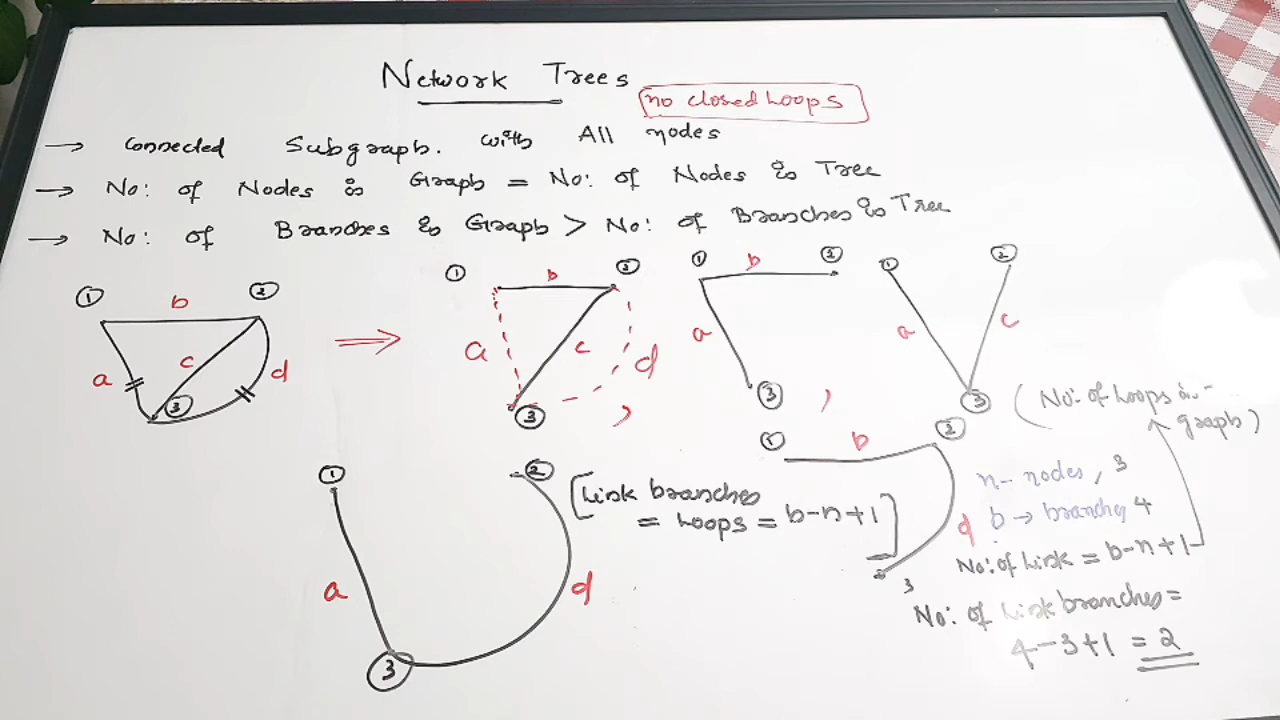 Network Trees
no closed loops
→ Connected Subgraph. with All nodes
→ No: of Nodes in Graph = No: of Nodes in Tree
→ No: of Branches in Graph > No: of Branches in Tree
1 b 2
a c 3 d
⇒
1 b 2
a c d
3 ,
1 b 2
a
3 ,
1 2
a c
3
(No: of loops in graph)
1 b 2
d
3
1 2
a d
3
[Link branches
= Loops = b-n+1]
n - nodes, 3
b → branches 4
No: of Link = b-n+1
No: of Link branches =
4-3+1 = 2